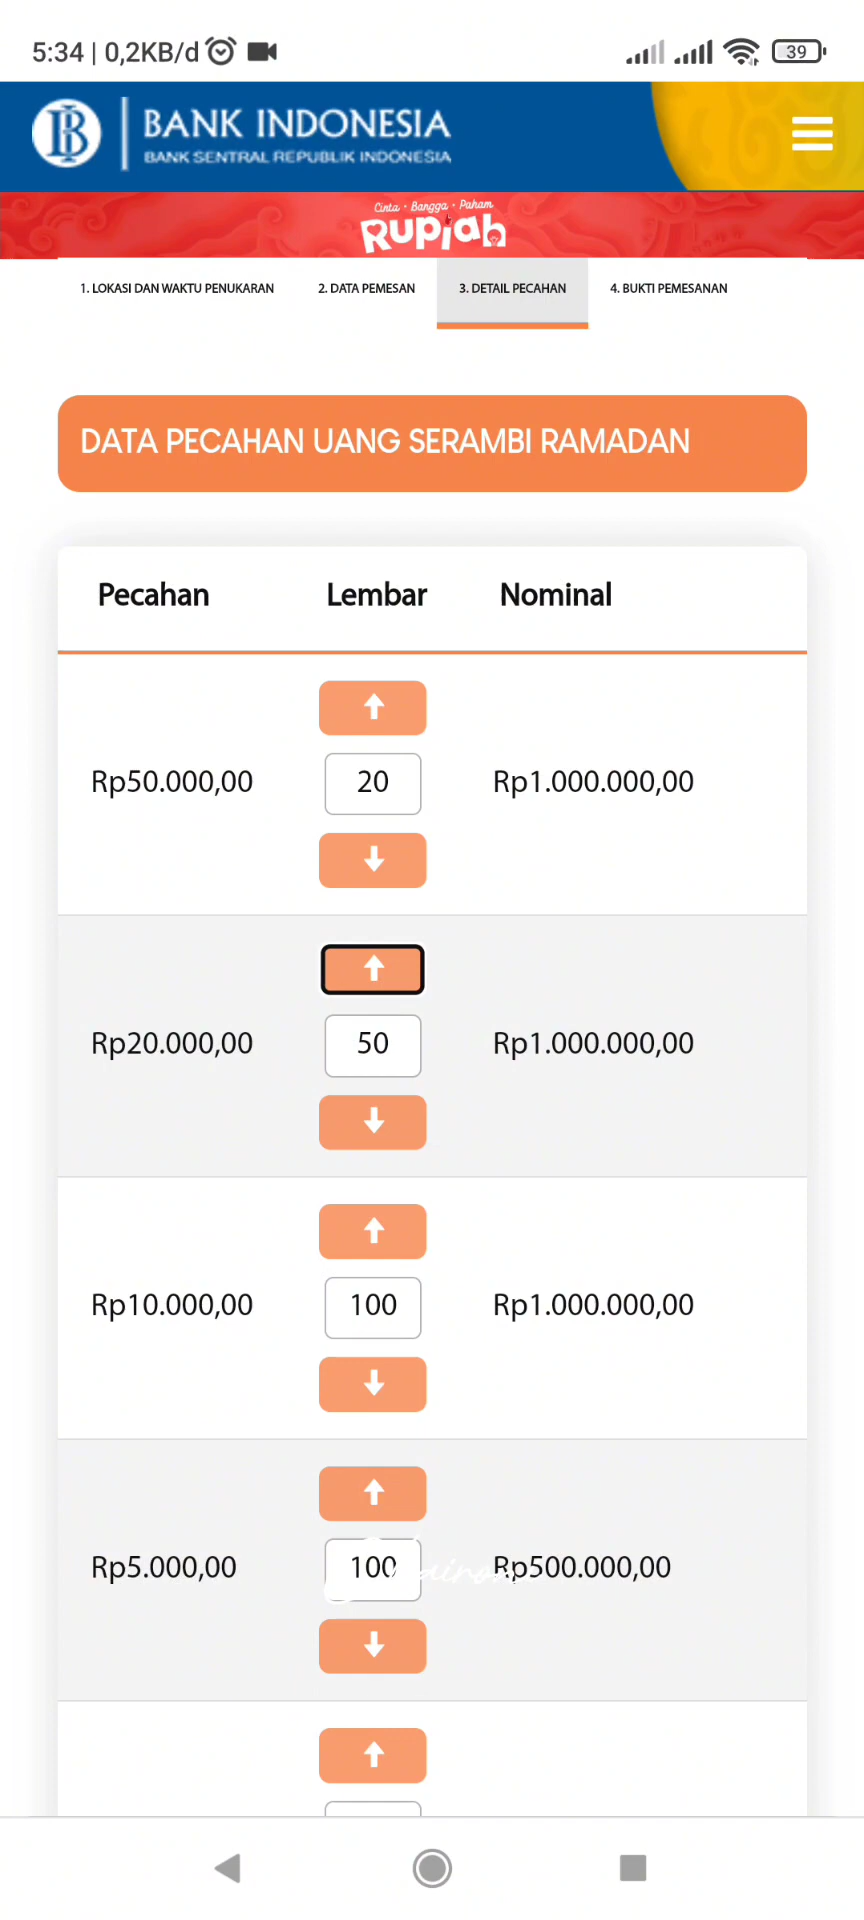 5:34 | 0,2KB/d
39
BANK INDONESIA
BANK SENTRAL REPUBLIK INDONESIA
Cinta • Bangga • Paham
Rupiah
1. LOKASI DAN WAKTU PENUKARAN 2. DATA PEMESAN 3. DETAIL PECAHAN 4. BUKTI PEMESANAN
DATA PECAHAN UANG SERAMBI RAMADAN
Pecahan Lembar Nominal
Rp50.000,00 20 Rp1.000.000,00
Rp20.000,00 50 Rp1.000.000,00
Rp10.000,00 100 Rp1.000.000,00
Rp5.000,00 100 Rp500.000,00